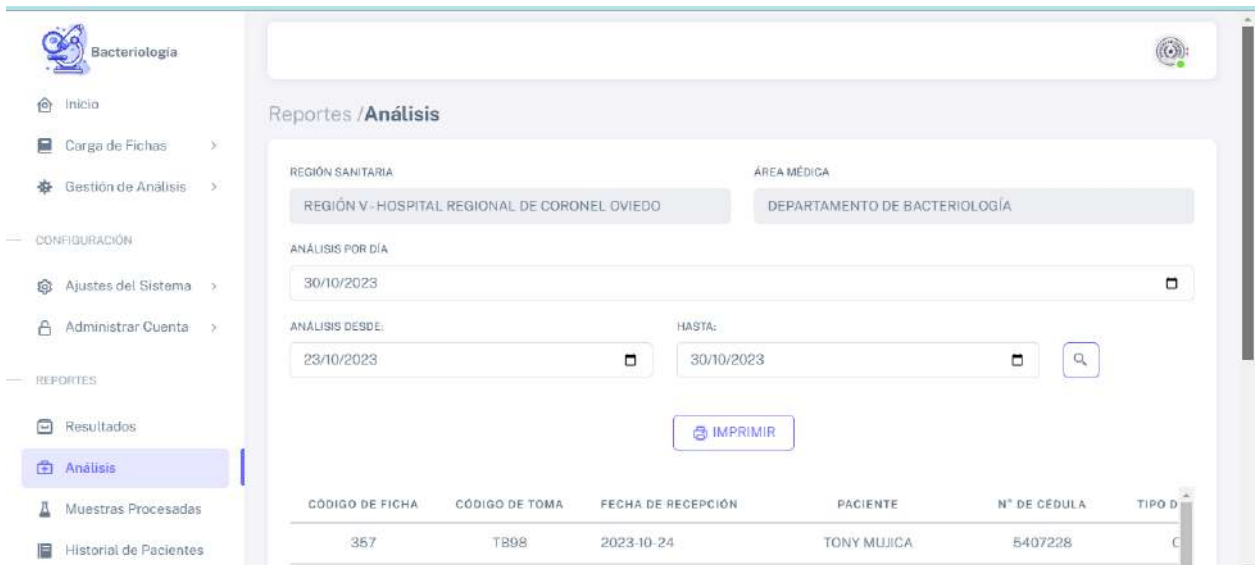 Bacteriología
Inicio
Carga de Fichas
Gestión de Análisis
CONFIGURACIÓN
Ajustes del Sistema
Administrar Cuenta
REPORTES
Resultados
Análisis
Muestras Procesadas
Historial de Pacientes
Reportes /Análisis
REGIÓN SANITARIA ÁREA MÉDICA
REGIÓN V - HOSPITAL REGIONAL DE CORONEL OVIEDO DEPARTAMENTO DE BACTERIOLOGÍA
ANÁLISIS POR DÍA
30/10/2023
ANÁLISIS DESDE: HASTA:
23/10/2023 30/10/2023
IMPRIMIR
CÓDIGO DE FICHA CÓDIGO DE TOMA FECHA DE RECEPCIÓN PACIENTE N° DE CÉDULA TIPO D
357 TB98 2023-10-24 TONY MUJICA 5407228